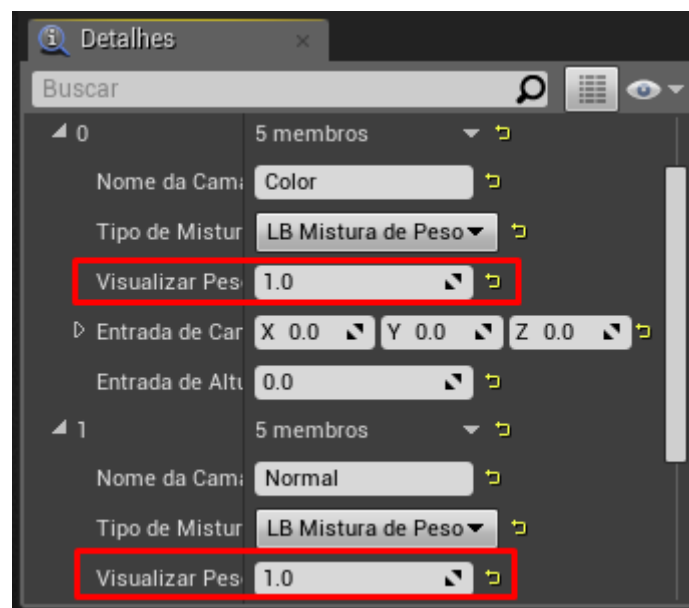 Detalhes
Buscar
0 5 membros
Nome da Cama Color
Tipo de Mistur LB Mistura de Peso
Visualizar Pes 1.0
Entrada de Car X 0.0 Y 0.0 Z 0.0
Entrada de Altu 0.0
1 5 membros
Nome da Cama Normal
Tipo de Mistur LB Mistura de Peso
Visualizar Pes 1.0